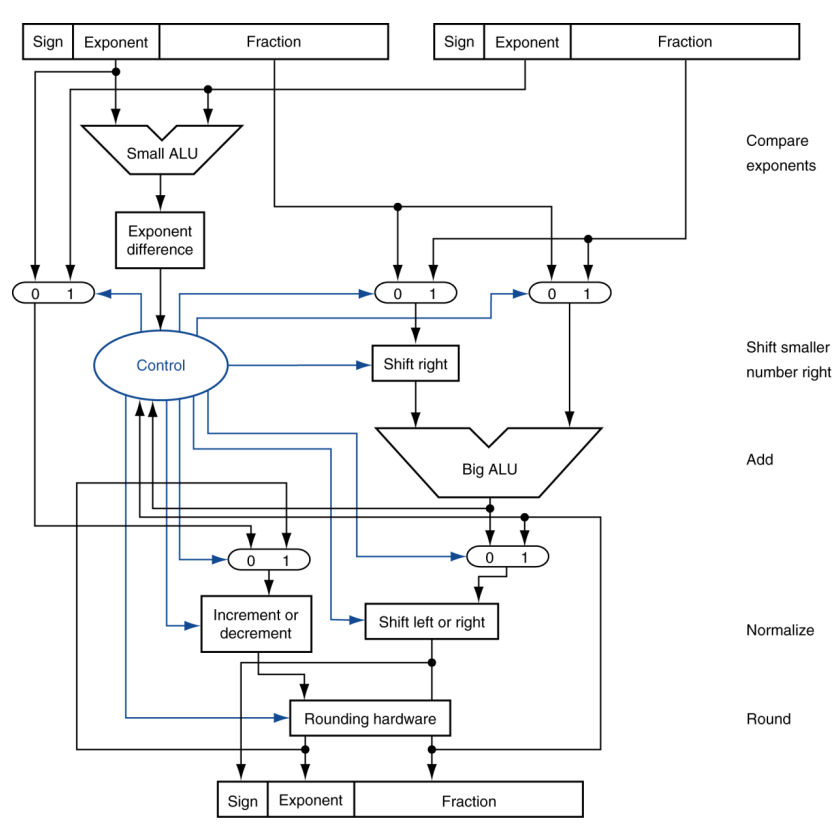 Sign Exponent Fraction
Sign Exponent Fraction
Small ALU
Compare
exponents
Exponent
difference
0 1
0 1
0 1
Control
Shift right
Shift smaller
number right
Big ALU
Add
0 1
0 1
Increment or
decrement
Shift left or right
Normalize
Rounding hardware
Round
Sign Exponent Fraction